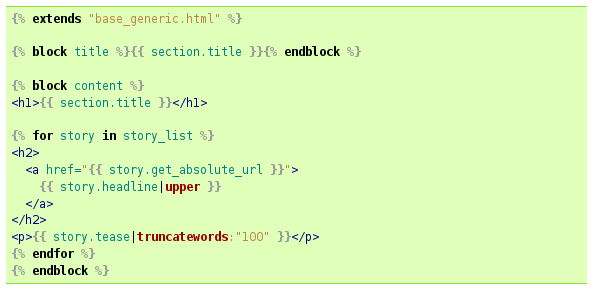 {% extends "base_generic.html" %}
{% block title %}{{ section.title }}{% endblock %}
{% block content %}
<h1>{{ section.title }}</h1>
{% for story in story_list %}
<h2>
<a href="{{ story.get_absolute_url }}">
{{ story.headline|upper }}
</a>
</h2>
<p>{{ story.tease|truncatewords:"100" }}</p>
{% endfor %}
{% endblock %}